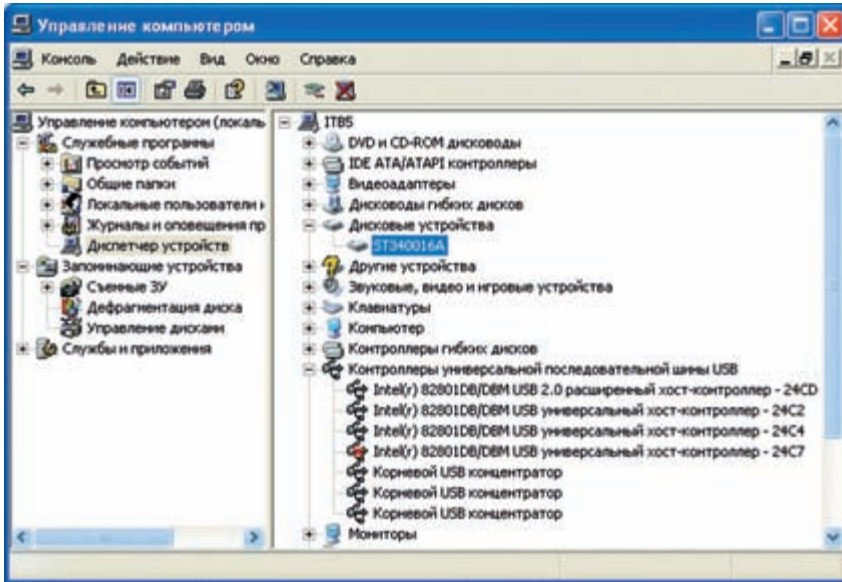 Управление компьютером
Консоль Действие Вид Окно Справка
Управление компьютером (локаль
Служебные программы
Просмотр событий
Общие папки
Локальные пользователи и
Журналы и оповещения пр
Диспетчер устройств
Запоминающие устройства
Съемные ЗУ
Дефрагментация диска
Управление дисками
Службы и приложения
ITB5
DVD и CD-ROM дисководы
IDE ATA/ATAPI контроллеры
Видеоадаптеры
Дисководы гибких дисков
Дисковые устройства
ST340016A
Другие устройства
Звуковые, видео и игровые устройства
Клавиатуры
Компьютер
Контроллеры гибких дисков
Контроллеры универсальной последовательной шины USB
Intel(r) 82801DB/DBM USB 2.0 расширенный хост-контроллер - 24CD
Intel(r) 82801DB/DBM USB универсальный хост-контроллер - 24C2
Intel(r) 82801DB/DBM USB универсальный хост-контроллер - 24C4
Intel(r) 82801DB/DBM USB универсальный хост-контроллер - 24C7
Корневой USB концентратор
Корневой USB концентратор
Корневой USB концентратор
Мониторы